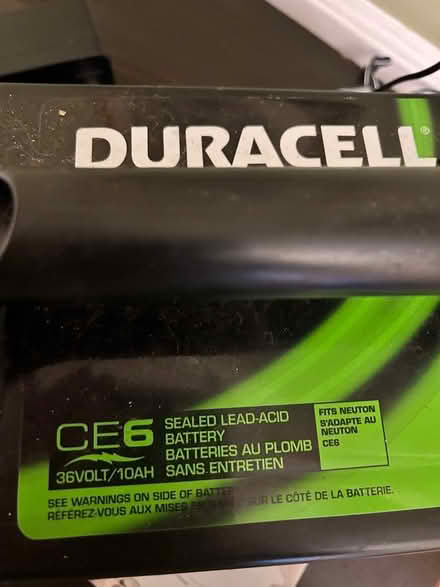 DURACELL®
CE6
36VOLT/10AH
SEALED LEAD-ACID
BATTERY
BATTERIES AU PLOMB
SANS ENTRETIEN
FITS NEUTON
S'ADAPTE AU
NEUTON
CE6
SEE WARNINGS ON SIDE OF SUR LE CÔTÉ DE LA BATTERIE.
RÉFÉREZ-VOUS AUX